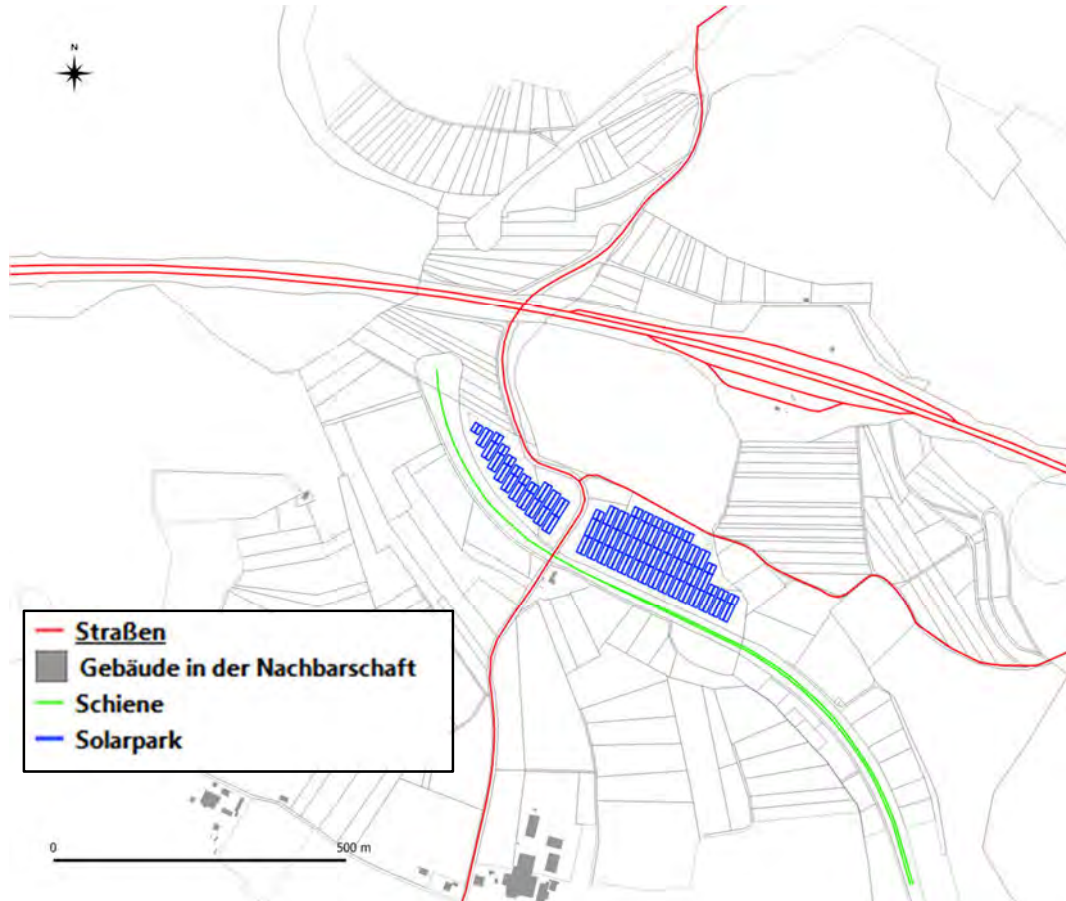 N
Straßen
Gebäude in der Nachbarschaft
Schiene
Solarpark
0 500 m